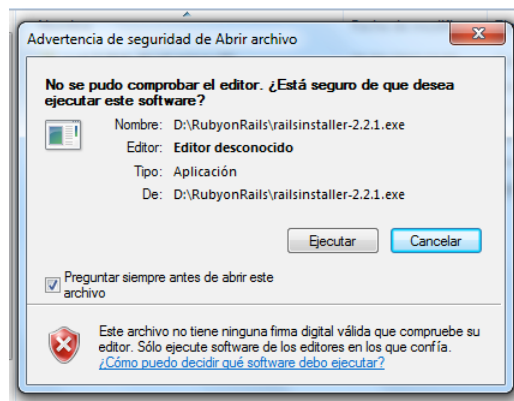 Advertencia de seguridad de Abrir archivo
No se pudo comprobar el editor. ¿Está seguro de que desea
ejecutar este software?
Nombre: D:\RubyonRails\railsinstaller-2.2.1.exe
Editor: Editor desconocido
Tipo: Aplicación
De: D:\RubyonRails\railsinstaller-2.2.1.exe
Ejecutar Cancelar
Preguntar siempre antes de abrir este
archivo
Este archivo no tiene ninguna firma digital válida que compruebe su
editor. Sólo ejecute software de los editores en los que confía.
¿Cómo puedo decidir qué software debo ejecutar?